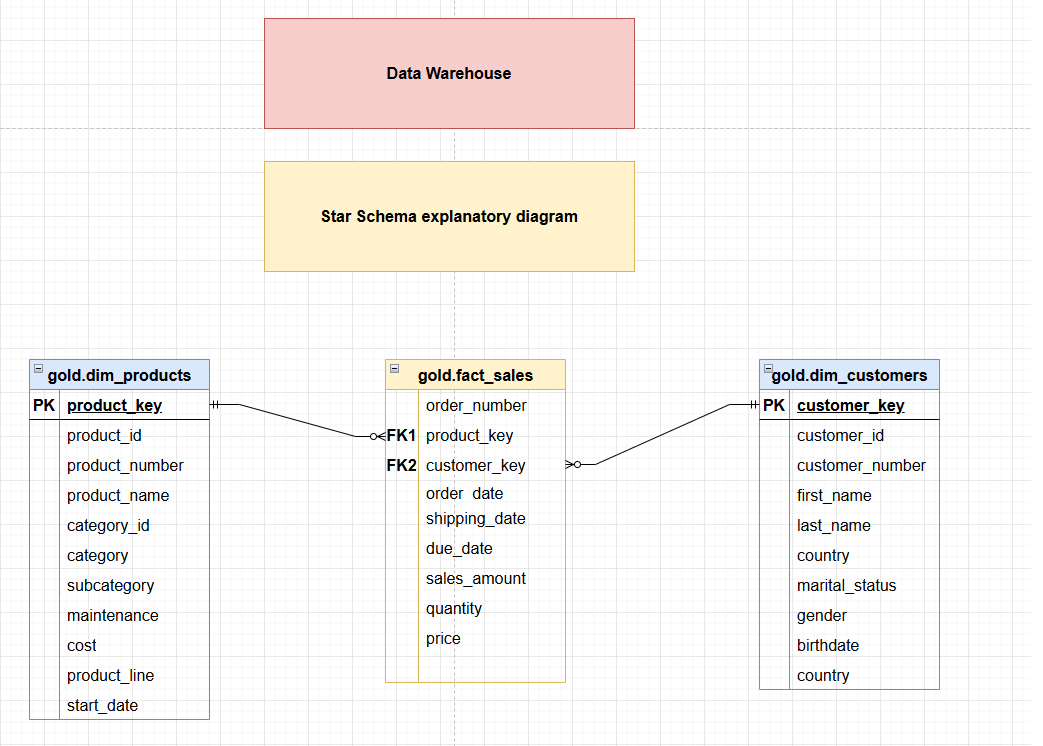 Data Warehouse
Star Schema explanatory diagram
gold.dim_products
PK product_key
product_id
product_number
product_name
category_id
category
subcategory
maintenance
cost
product_line
start_date
gold.fact_sales
order_number
FK1 product_key
FK2 customer_key
order_date
shipping_date
due_date
sales_amount
quantity
price
gold.dim_customers
PK customer_key
customer_id
customer_number
first_name
last_name
country
marital_status
gender
birthdate
country